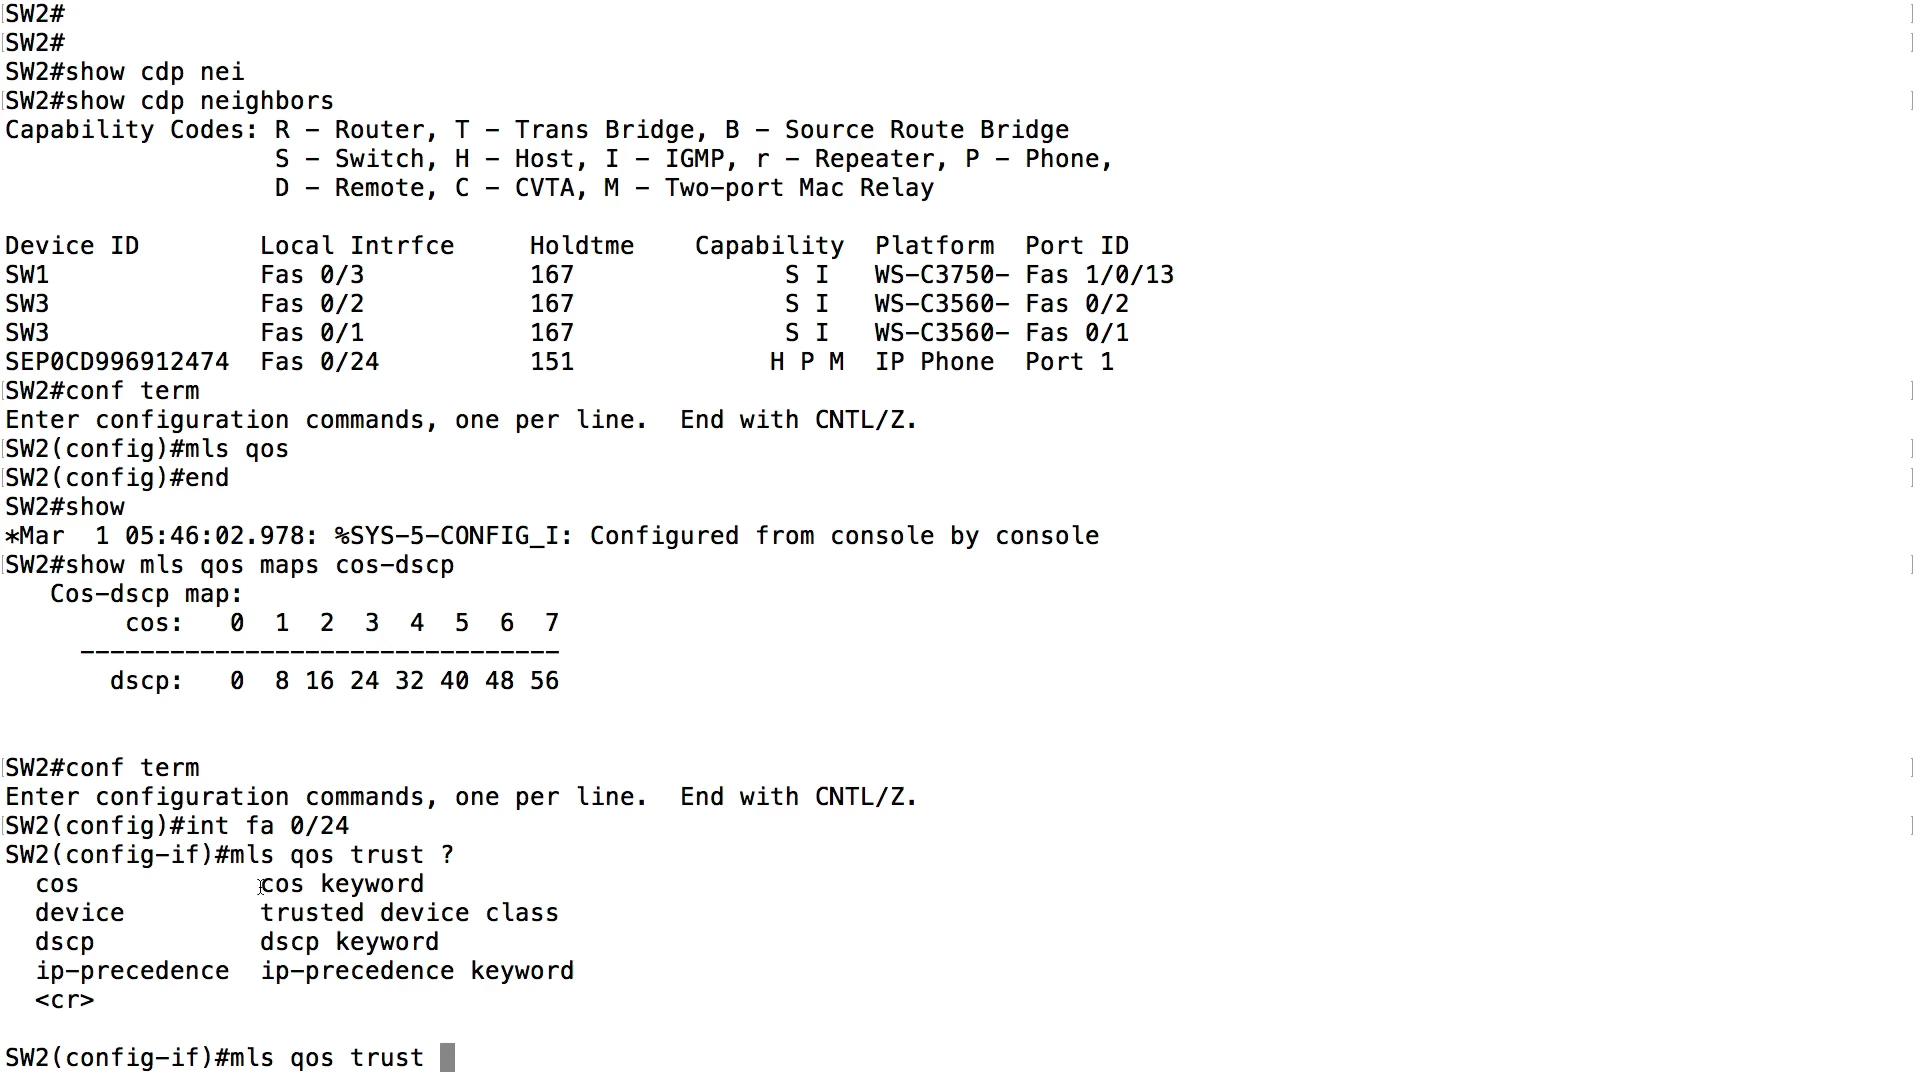 SW2#
SW2#
SW2#show cdp nei
SW2#show cdp neighbors
Capability Codes: R - Router, T - Trans Bridge, B - Source Route Bridge
                  S - Switch, H - Host, I - IGMP, r - Repeater, P - Phone,
                  D - Remote, C - CVTA, M - Two-port Mac Relay

Device ID        Local Intrfce     Holdtme    Capability  Platform  Port ID
SW1              Fas 0/3           167              S I   WS-C3750- Fas 1/0/13
SW3              Fas 0/2           167              S I   WS-C3560- Fas 0/2
SW3              Fas 0/1           167              S I   WS-C3560- Fas 0/1
SEP0CD996912474  Fas 0/24          151             H P M  IP Phone  Port 1
SW2#conf term
Enter configuration commands, one per line.  End with CNTL/Z.
SW2(config)#mls qos
SW2(config)#end
SW2#show
*Mar  1 05:46:02.978: %SYS-5-CONFIG_I: Configured from console by console
SW2#show mls qos maps cos-dscp
   Cos-dscp map:
        cos:   0  1  2  3  4  5  6  7
     --------------------------------
       dscp:   0  8 16 24 32 40 48 56

SW2#conf term
Enter configuration commands, one per line.  End with CNTL/Z.
SW2(config)#int fa 0/24
SW2(config-if)#mls qos trust ?
  cos            cos keyword
  device         trusted device class
  dscp           dscp keyword
  ip-precedence  ip-precedence keyword
  <cr>

SW2(config-if)#mls qos trust